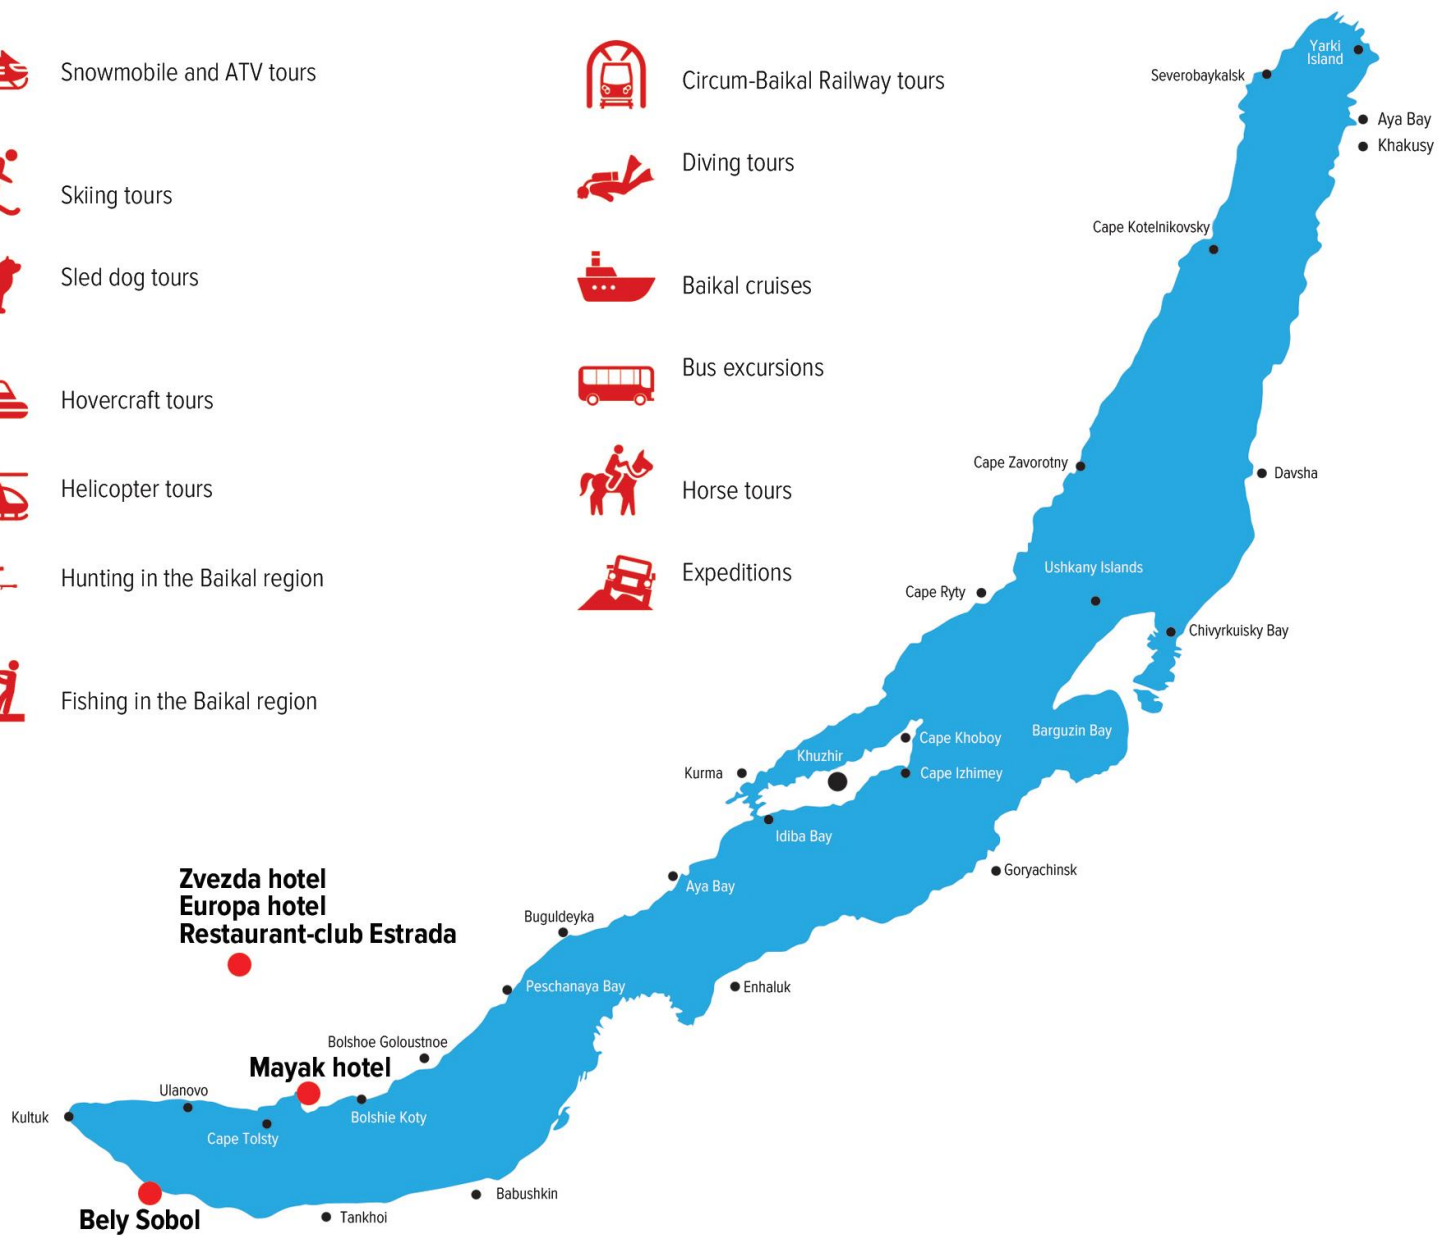 Snowmobile and ATV tours
Skiing tours
Sled dog tours
Hovercraft tours
Helicopter tours
Hunting in the Baikal region
Fishing in the Baikal region
Circum-Baikal Railway tours
Diving tours
Baikal cruises
Bus excursions
Horse tours
Expeditions
Yarki
Island
Severobaykalsk
Aya Bay
Khakusy
Cape Kotelnikovsky
Cape Zavorotny
Davsha
Ushkany Islands
Cape Ryty
Chivyrkuisky Bay
Barguzin Bay
Cape Khoboy
Khuzhir
Kurma
Cape Izhimey
Idiba Bay
Goryachinsk
Aya Bay
Zvezda hotel
Europa hotel
Restaurant-club Estrada
Buguldeyka
Peschanaya Bay
Enhaluk
Bolshoe Goloustnoe
Mayak hotel
Ulanovo
Kultuk
Bolshie Koty
Cape Tolsty
Babushkin
Bely Sobol
Tankhoi